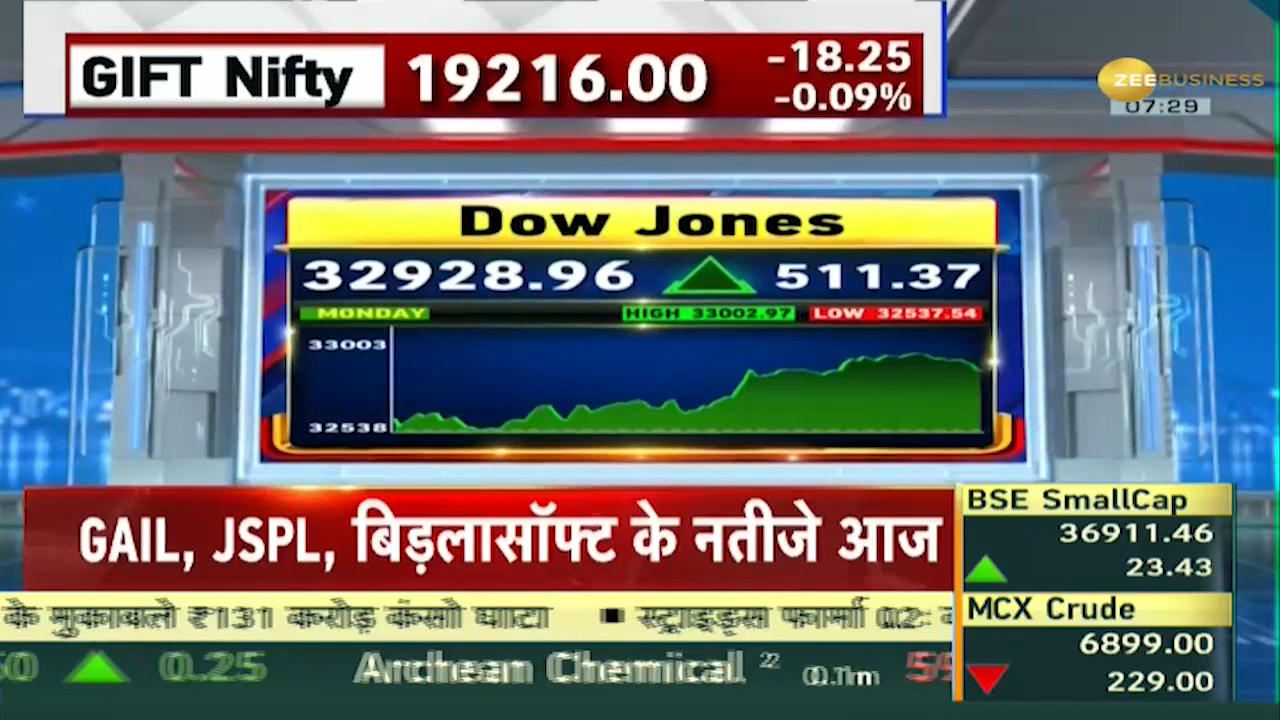 GIFT Nifty 19216.00 -18.25
-0.09%
ZEEBUSINESS
07:29
Dow Jones
32928.96 511.37
MONDAY HIGH 33002.97 LOW 32537.54
33003
32538
GAIL, JSPL, बिड़लासॉफ्ट के नतीजे आज
BSE SmallCap
36911.46
23.43
MCX Crude
6899.00
229.00
के मुकाबले ₹131 करोड़ कंसो घाटा ■ स्ट्राइड्स फार्मा Q2:
0.25 Archean Chemical 22 0.11m